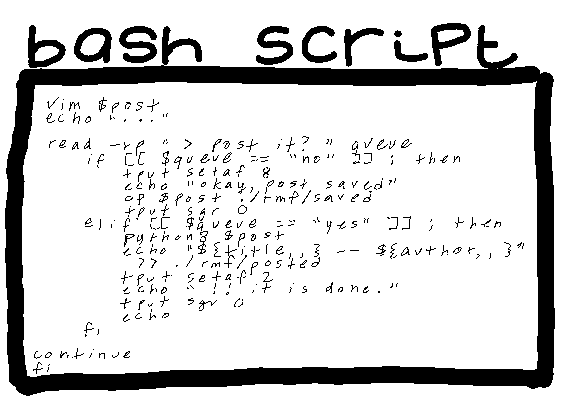 bash script
vim $post
echo "..."
read -rp " > post it? " queue
if [[ $queue == "no" ]] ; then
tput setaf 8
echo "okay, post saved"
cp $post ./rmt/saved
tput sgr 0
elif [[ $queue == "yes" ]] ; then
python3 $post
echo "${title,,} -- ${author,,}"
>> ./rmt/posted
tput setaf 2
echo " !! it is done."
tput sgr 0
echo
fi
continue
fi